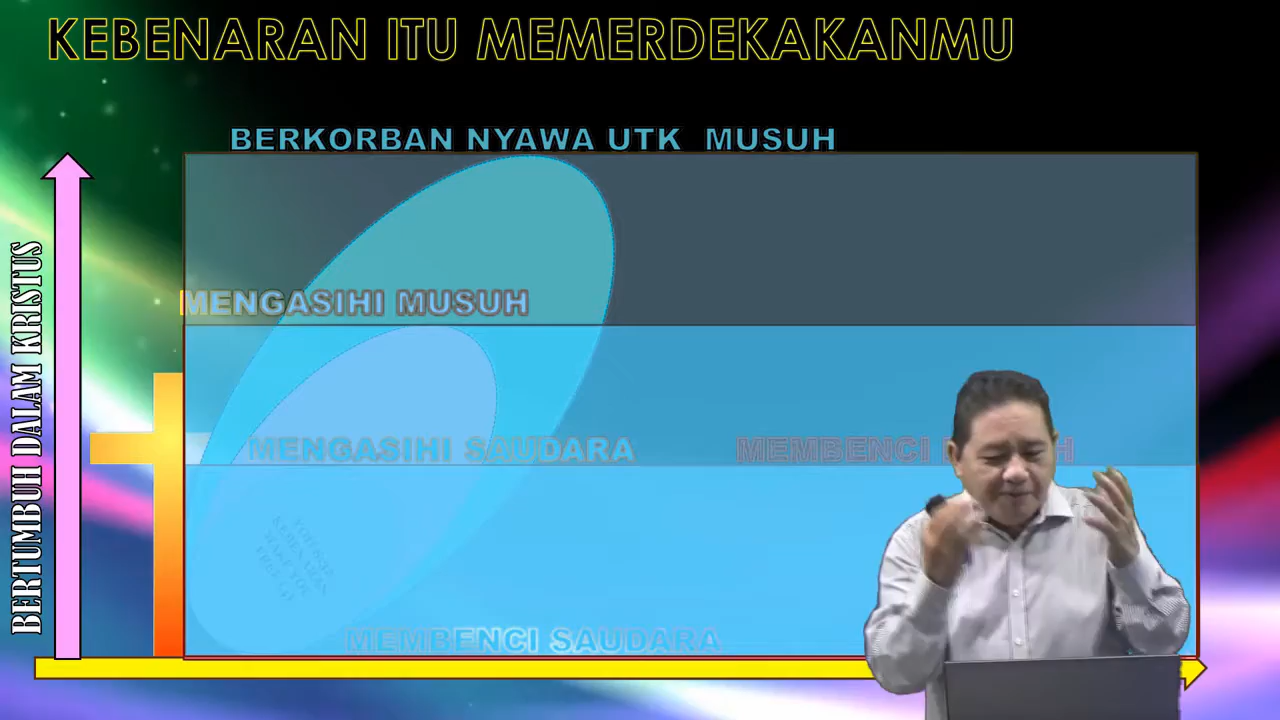 KEBENARAN ITU MEMERDEKAKANMU
BERKORBAN NYAWA UTK MUSUH
BERTUMBUH DALAM KRISTUS
MENGASIHI MUSUH
MENGASIHI SAUDARA
MEMBENCI
MEMBENCI SAUDARA